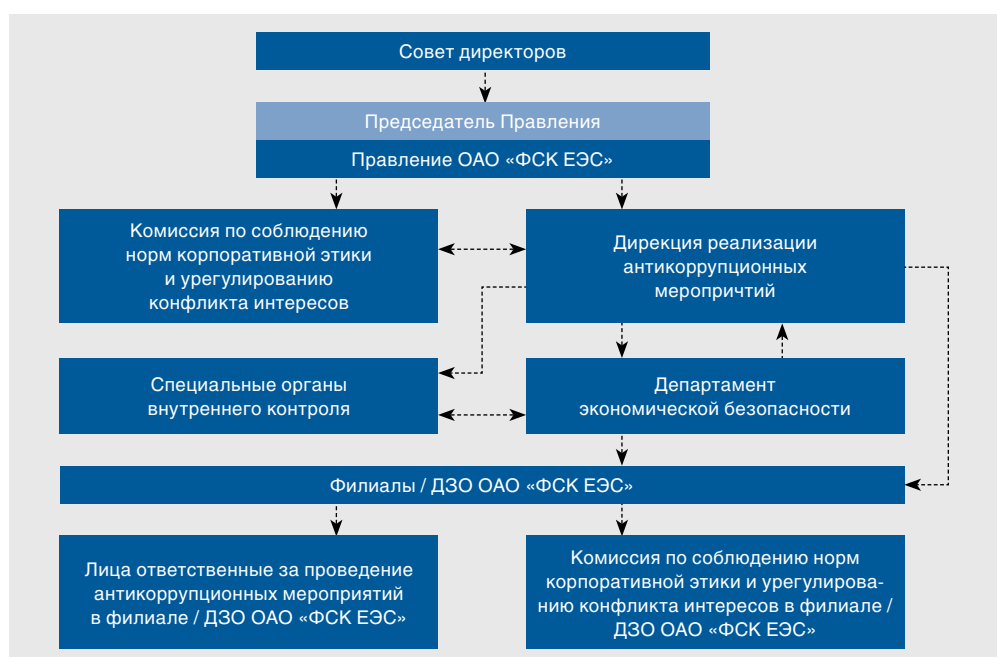 Совет директоров
Председатель Правления
Правление ОАО «ФСК ЕЭС»
Комиссия по соблюдению
норм корпоративной этики
и урегулированию
конфликта интересов
Дирекция реализации
антикоррупционных
меропричтий
Специальные органы
внутреннего контроля
Департамент
экономической безопасности
Филиалы / ДЗО ОАО «ФСК ЕЭС»
Лица ответственные за проведение
антикоррупционных мероприятий
в филиале / ДЗО ОАО «ФСК ЕЭС»
Комиссия по соблюдению норм
корпоративной этики и урегулирова-
нию конфликта интересов в филиале /
ДЗО ОАО «ФСК ЕЭС»